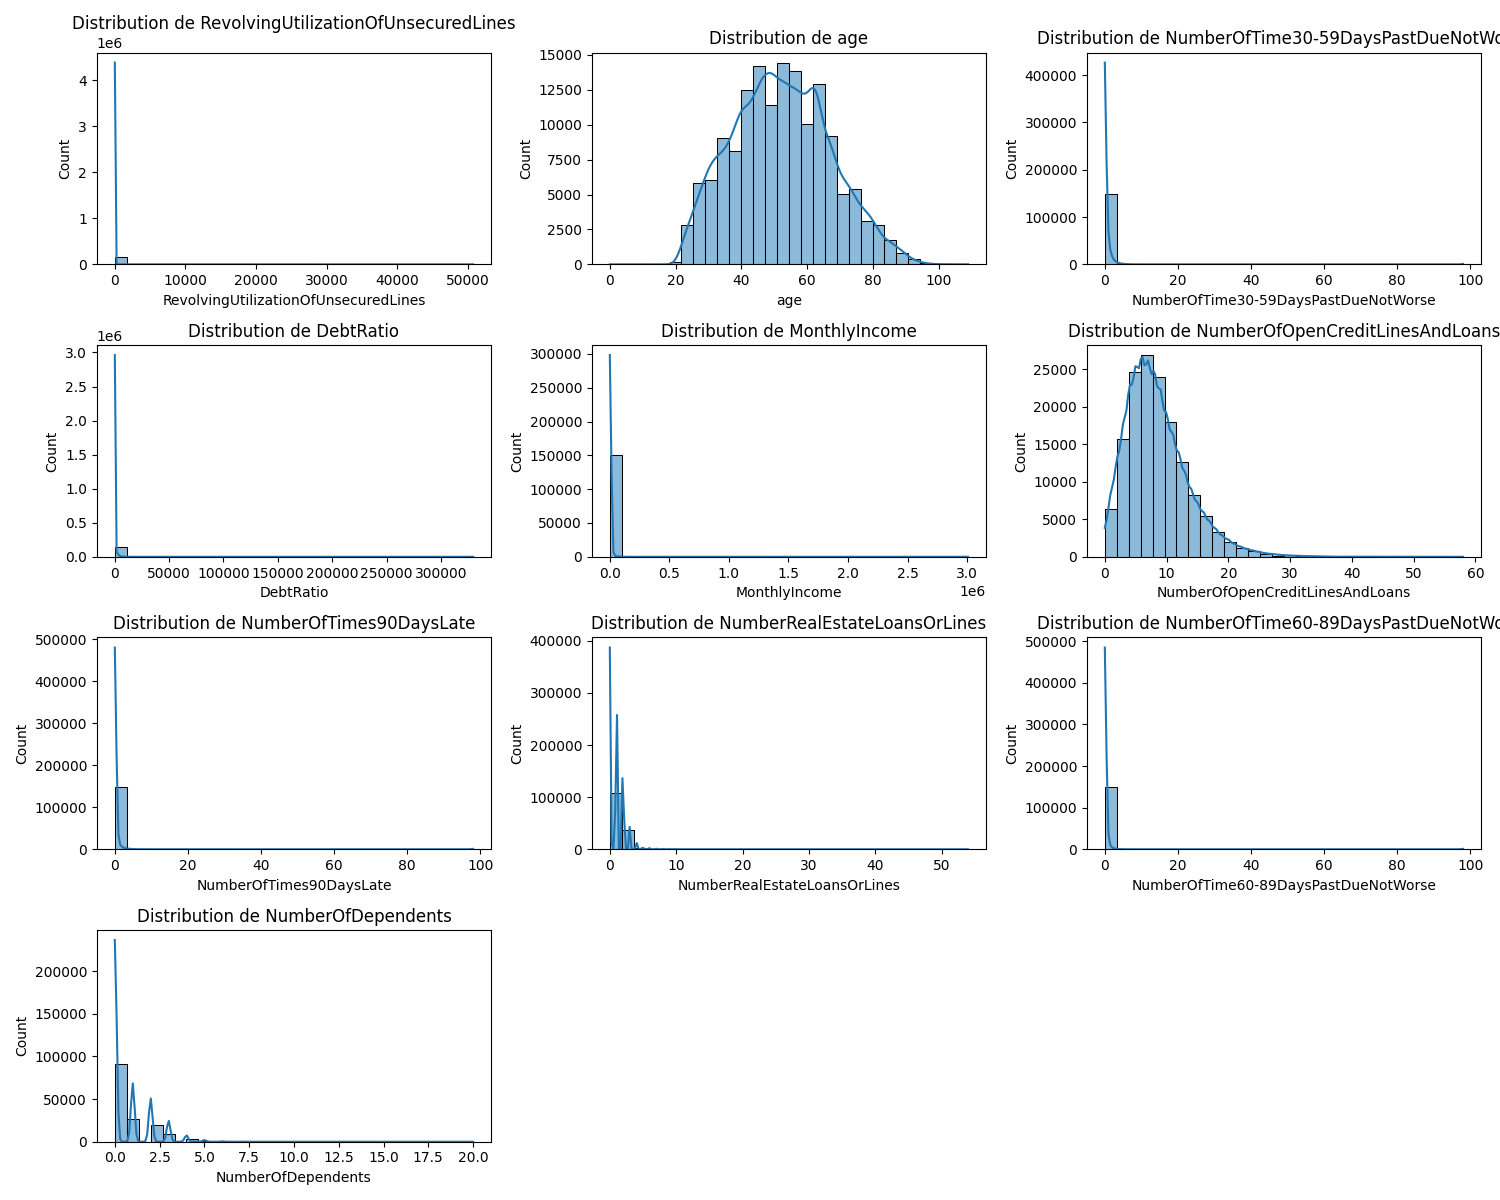 Distribution de RevolvingUtilizationOfUnsecuredLines
1e6
4
3
2
1
0
Count
0 10000 20000 30000 40000 50000
RevolvingUtilizationOfUnsecuredLines
Distribution de age
15000
12500
10000
7500
5000
2500
0
Count
0 20 40 60 80 100
age
Distribution de NumberOfTime30-59DaysPastDueNotWo
400000
300000
200000
100000
0
Count
0 20 40 60 80 100
NumberOfTime30-59DaysPastDueNotWorse
Distribution de DebtRatio
1e6
3.0
2.5
2.0
1.5
1.0
0.5
0.0
Count
0 50000 100000 150000 200000 250000 300000
DebtRatio
Distribution de MonthlyIncome
300000
250000
200000
150000
100000
50000
0
Count
0.0 0.5 1.0 1.5 2.0 2.5 3.0
1e6
MonthlyIncome
Distribution de NumberOfOpenCreditLinesAndLoans
25000
20000
15000
10000
5000
0
Count
0 10 20 30 40 50 60
NumberOfOpenCreditLinesAndLoans
Distribution de NumberOfTimes90DaysLate
500000
400000
300000
200000
100000
0
Count
0 20 40 60 80 100
NumberOfTimes90DaysLate
Distribution de NumberRealEstateLoansOrLines
400000
300000
200000
100000
0
Count
0 10 20 30 40 50
NumberRealEstateLoansOrLines
Distribution de NumberOfTime60-89DaysPastDueNotWo
500000
400000
300000
200000
100000
0
Count
0 20 40 60 80 100
NumberOfTime60-89DaysPastDueNotWorse
Distribution de NumberOfDependents
200000
150000
100000
50000
0
Count
0.0 2.5 5.0 7.5 10.0 12.5 15.0 17.5 20.0
NumberOfDependents